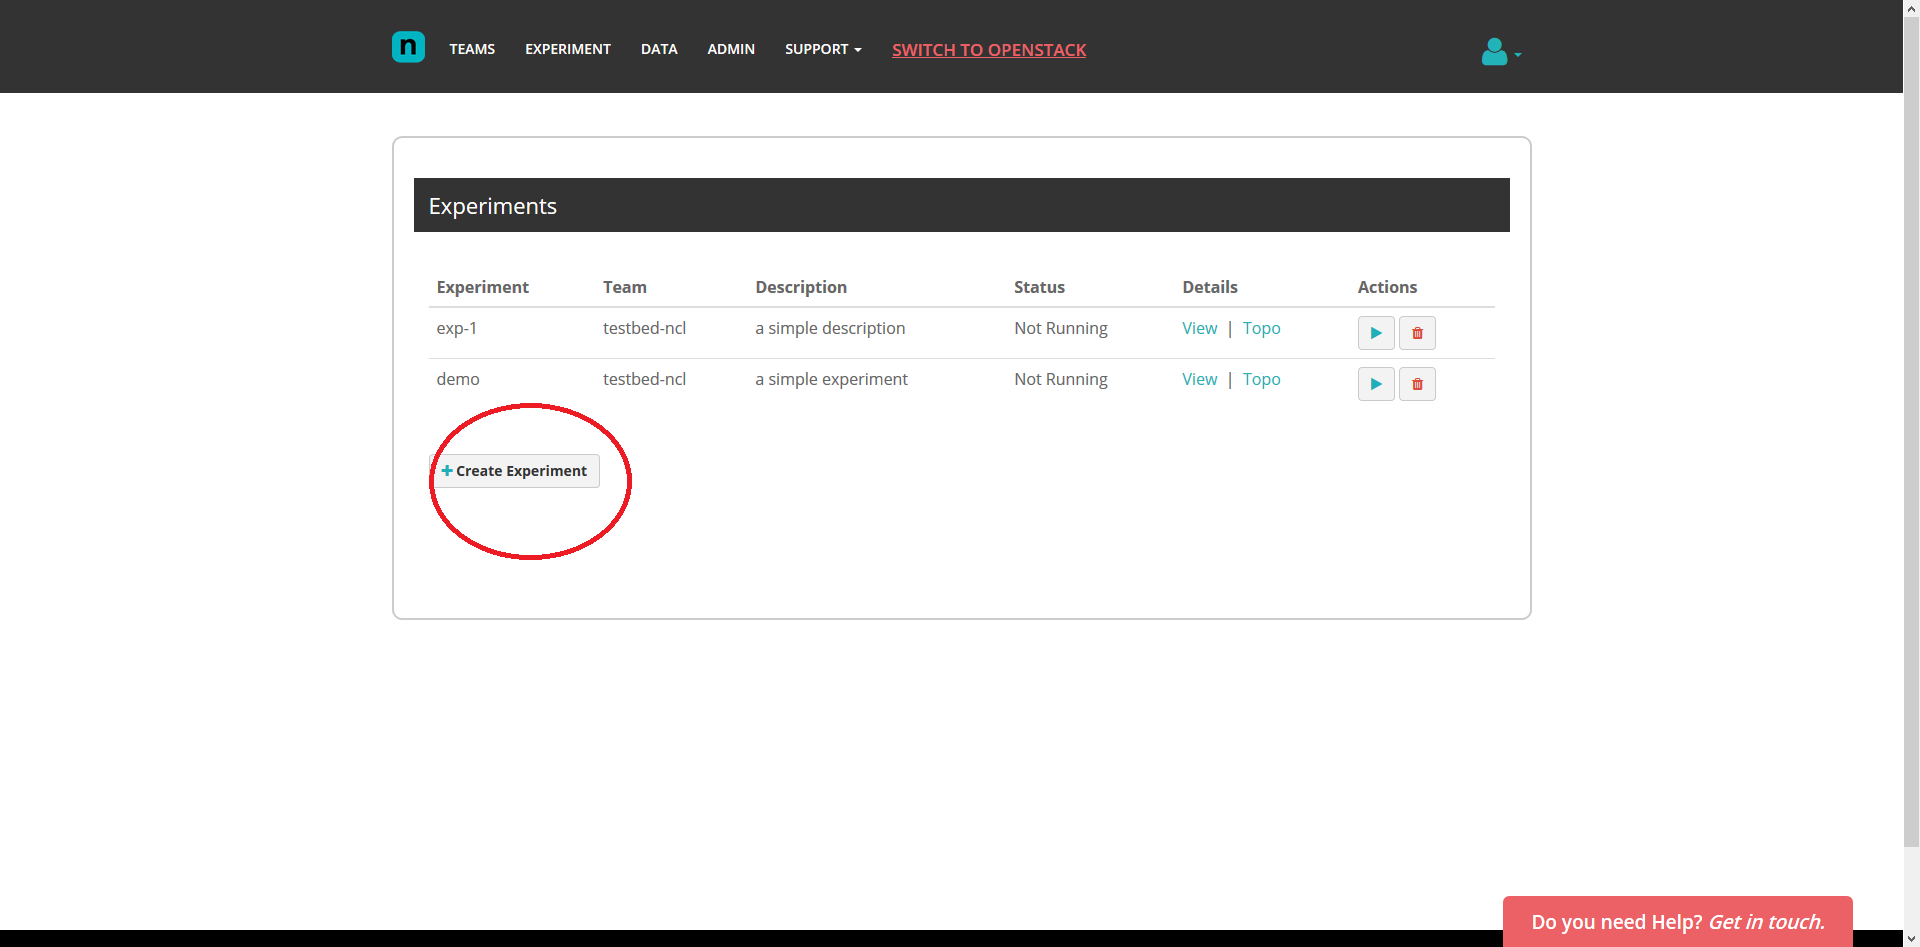 n TEAMS EXPERIMENT DATA ADMIN SUPPORT SWITCH TO OPENSTACK
Experiments
Experiment Team Description Status Details Actions
exp-1 testbed-ncl a simple description Not Running View | Topo
demo testbed-ncl a simple experiment Not Running View | Topo
Create Experiment
Do you need Help? Get in touch.